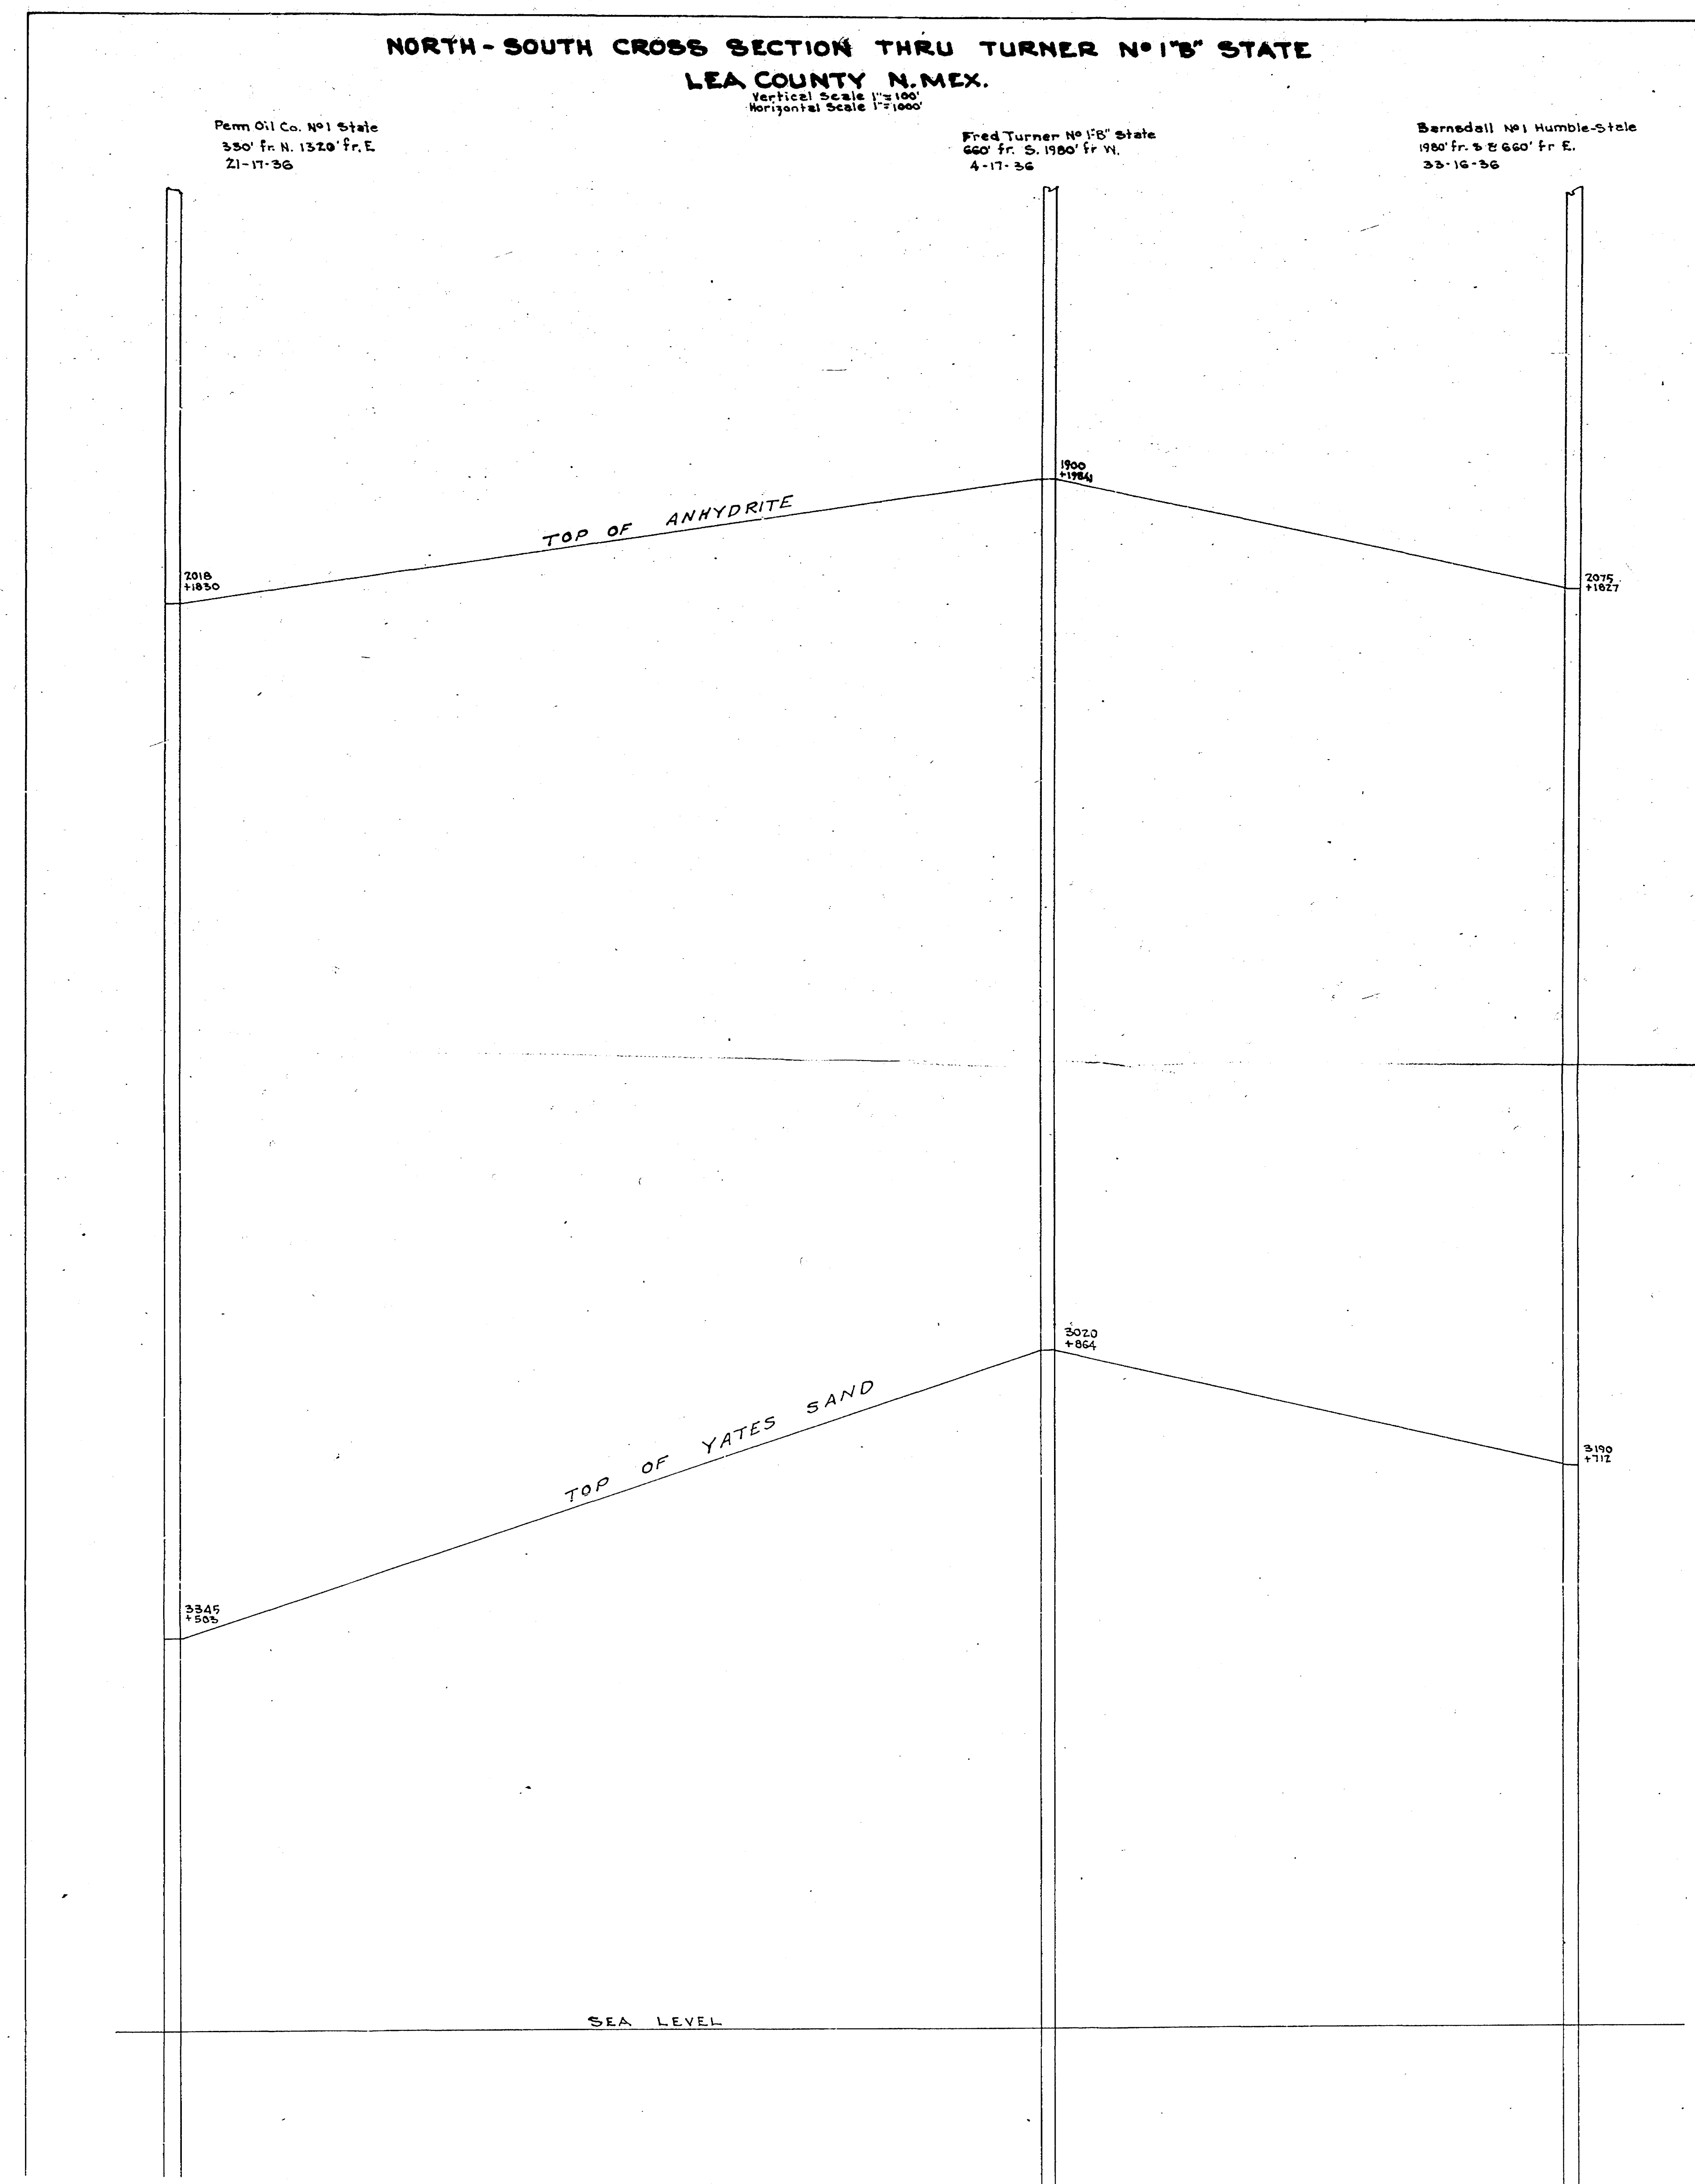 NORTH - SOUTH CROSS SECTION THRU TURNER Nº 1 "B" STATE
LEA COUNTY N. MEX.
Vertical Scale 1" = 100'
Horizontal Scale 1" = 1000'
Penn Oil Co. Nº 1 State
330' fr. N. 1320' fr. E
21-17-36
Fred Turner Nº 1-"B" State
660' fr. S. 1980' fr W.
4-17-36
Barnsdall Nº 1 Humble-State
1980' fr. S & 660' fr E.
33-16-36
1900
+1984
TOP OF ANHYDRITE
2018
+1830
2075
+1827
3020
+864
TOP OF YATES SAND
3190
+712
3345
+503
SEA LEVEL